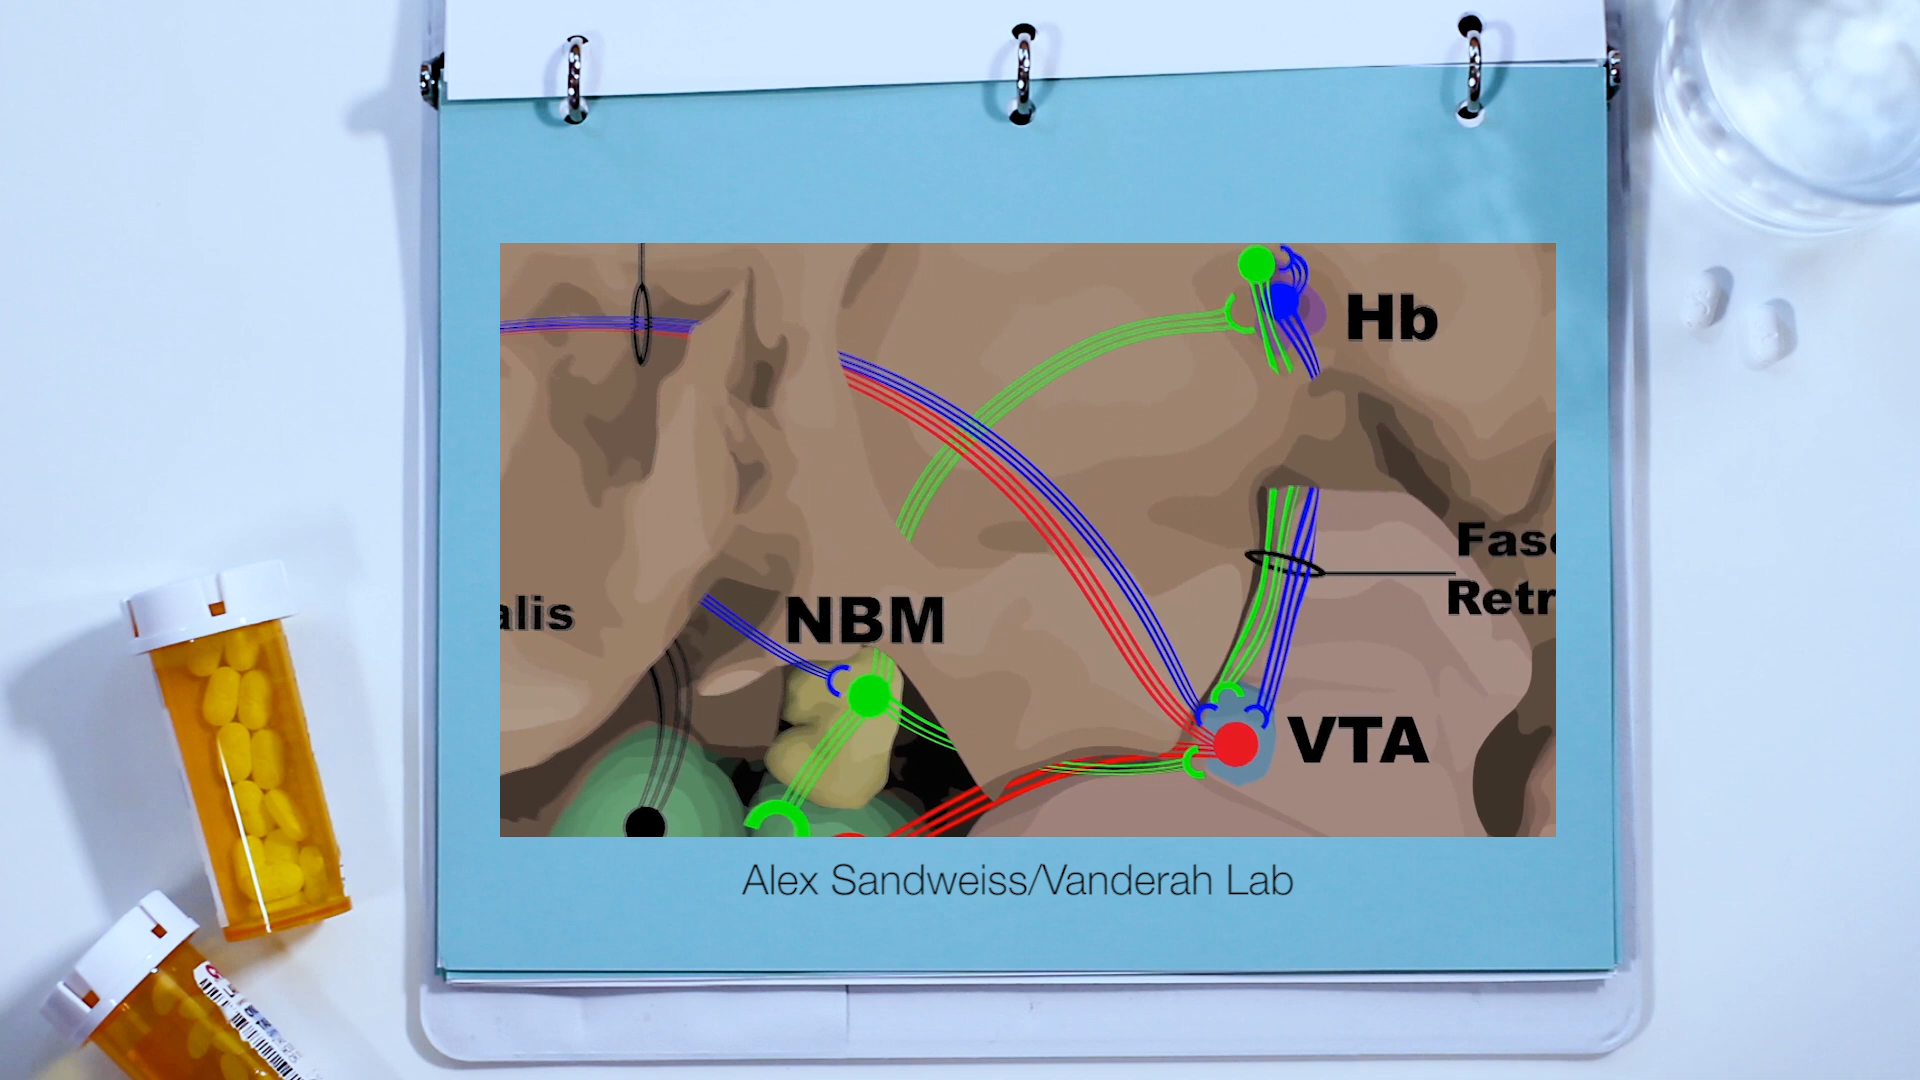 Hb
Fasc
Retr
alis
NBM
VTA
Alex Sandweiss/Vanderah Lab